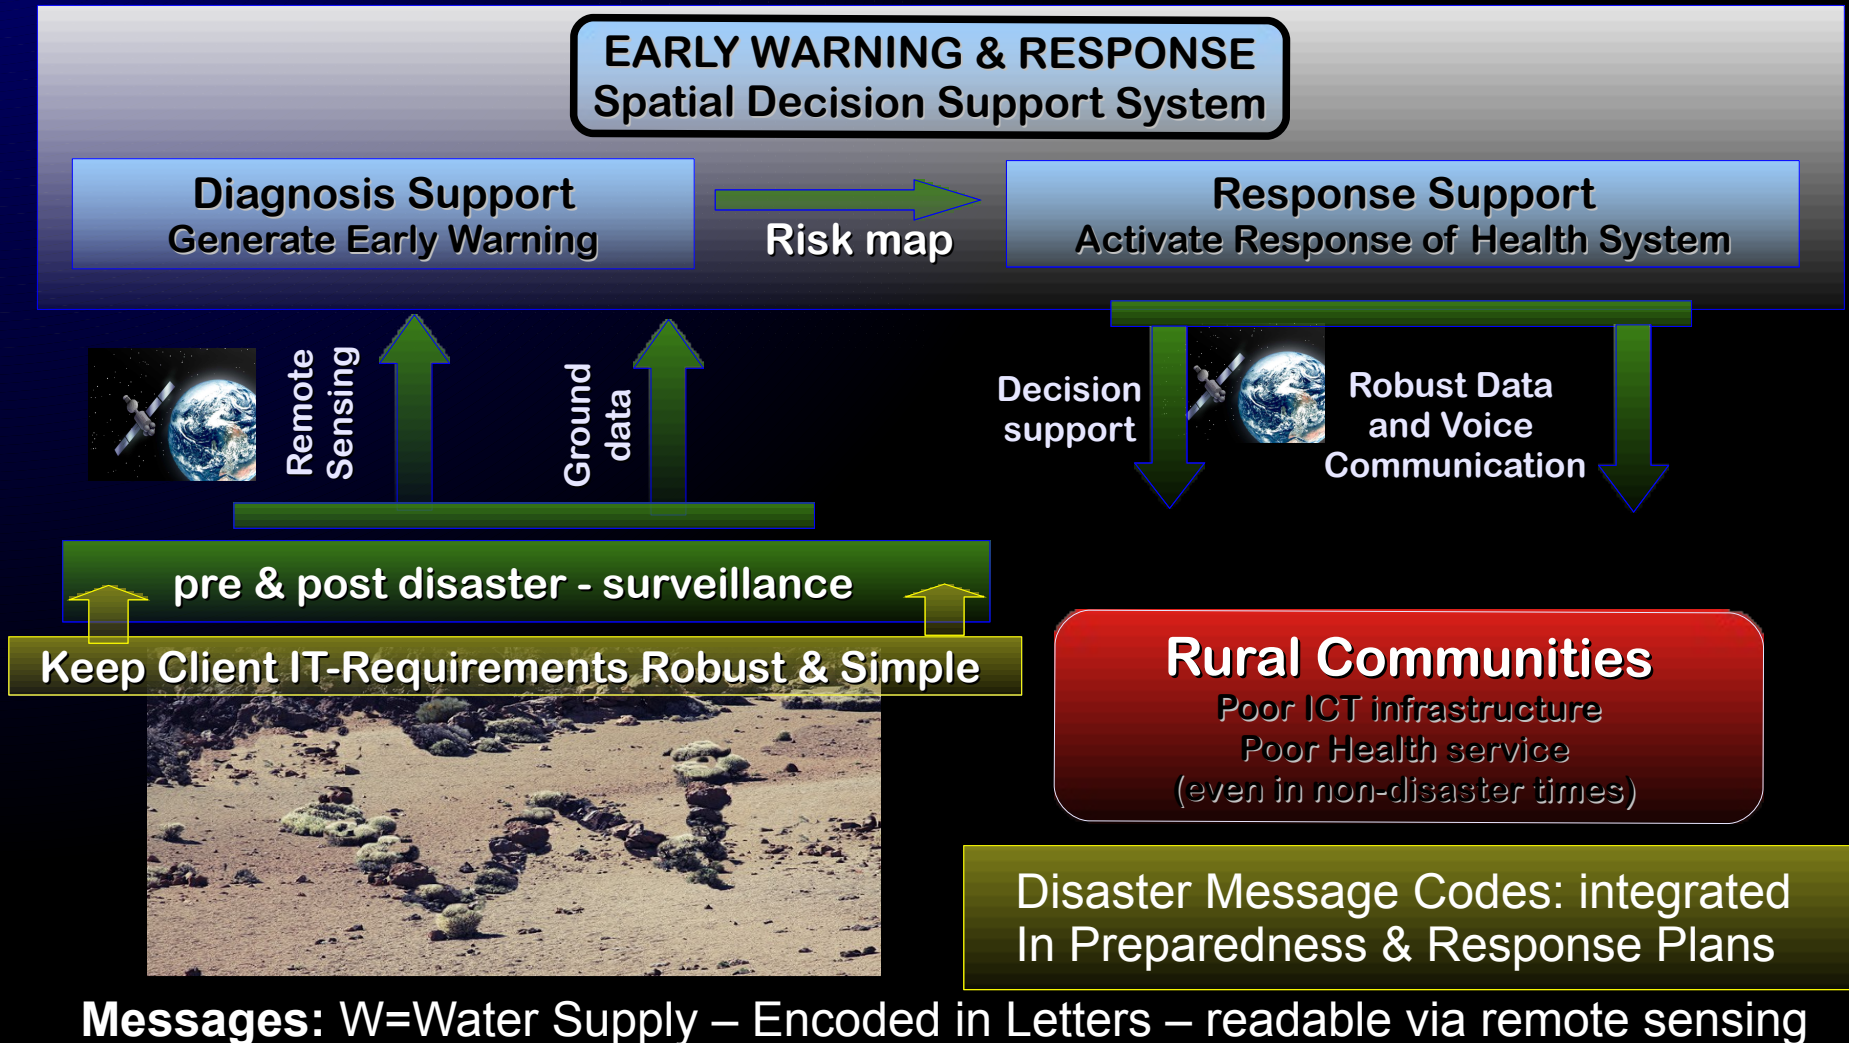 EARLY WARNING & RESPONSE
Spatial Decision Support System
Diagnosis Support
Generate Early Warning
Risk map
Response Support
Activate Response of Health System
Remote
Sensing
Ground
data
Decision
support
Robust Data
and Voice
Communication
pre & post disaster - surveillance
Keep Client IT-Requirements Robust & Simple
Rural Communities
Poor ICT infrastructure
Poor Health service
(even in non-disaster times)
Disaster Message Codes: integrated
In Preparedness & Response Plans
W
Messages: W=Water Supply – Encoded in Letters – readable via remote sensing